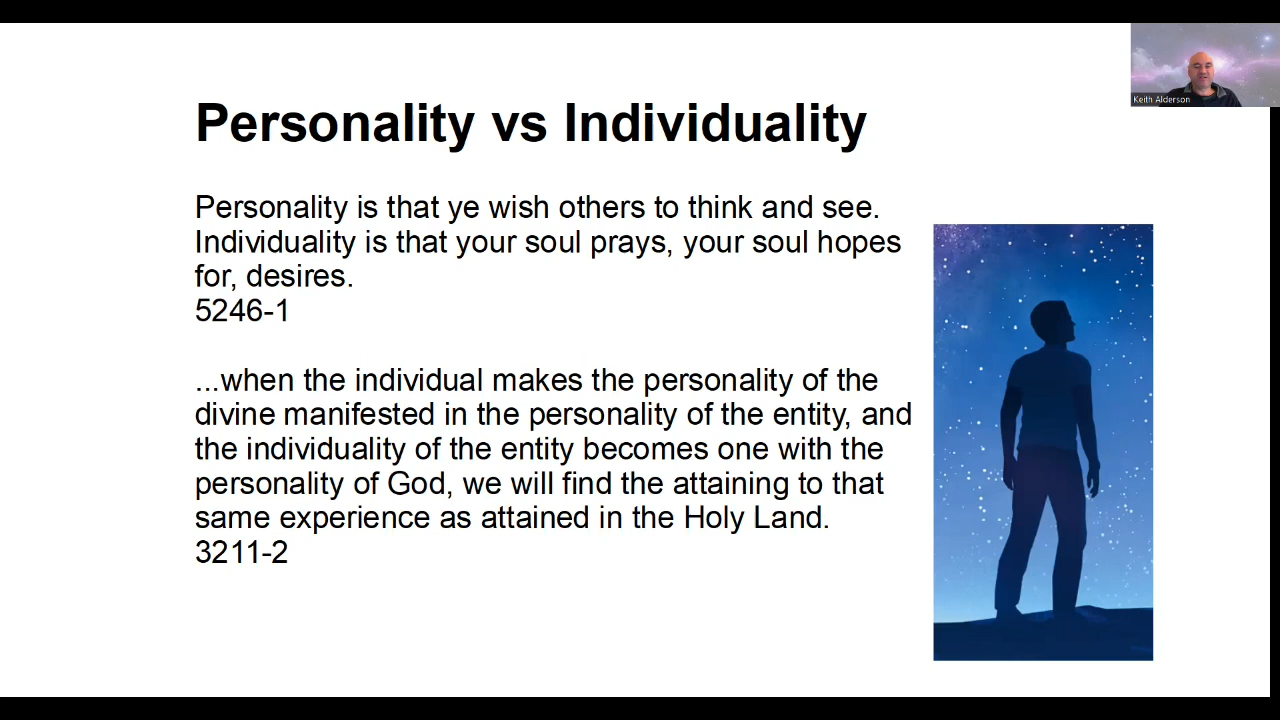 Keith Alderson
Personality vs Individuality
Personality is that ye wish others to think and see.
Individuality is that your soul prays, your soul hopes
for, desires.
5246-1
...when the individual makes the personality of the
divine manifested in the personality of the entity, and
the individuality of the entity becomes one with the
personality of God, we will find the attaining to that
same experience as attained in the Holy Land.
3211-2